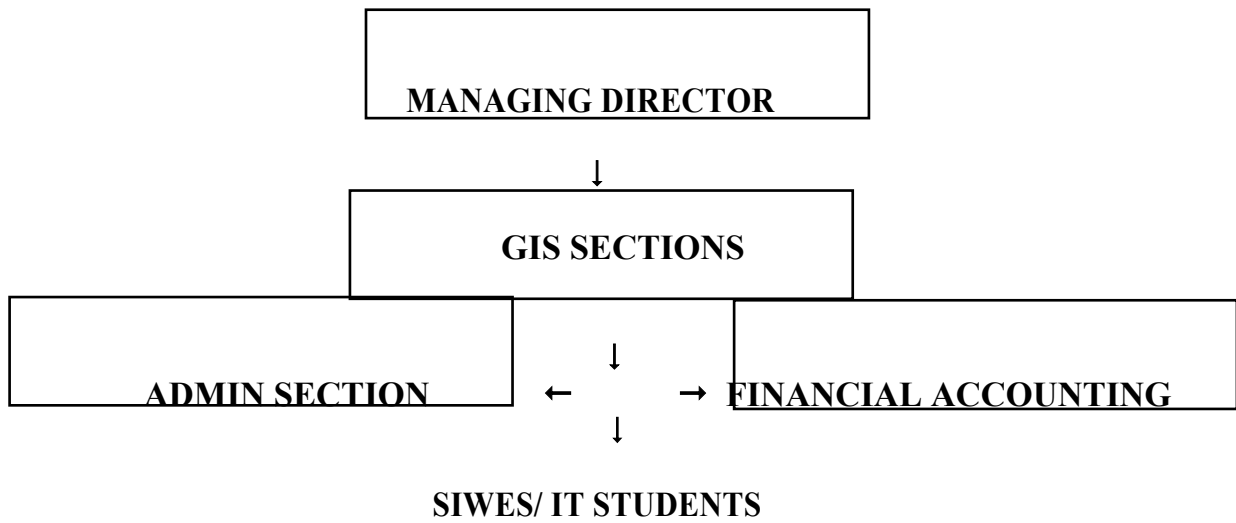 MANAGING DIRECTOR
↓
GIS SECTIONS
↓
ADMIN SECTION ← → FINANCIAL ACCOUNTING
↓
SIWES/ IT STUDENTS